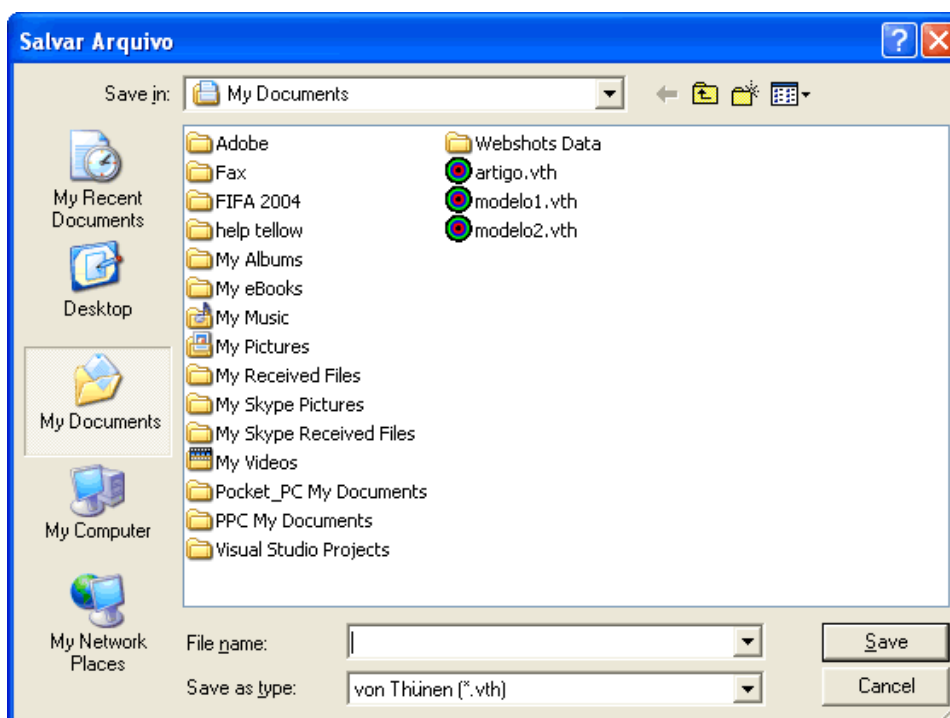 Salvar Arquivo
Save in:
My Documents
My Recent
Documents
Desktop
My Documents
My Computer
My Network
Places
Adobe
Fax
FIFA 2004
help tellow
My Albums
My eBooks
My Music
My Pictures
My Received Files
My Skype Pictures
My Skype Received Files
My Videos
Pocket_PC My Documents
PPC My Documents
Visual Studio Projects
Webshots Data
artigo.vth
modelo1.vth
modelo2.vth
File name:
Save
Save as type:
von Thünen (*.vth)
Cancel